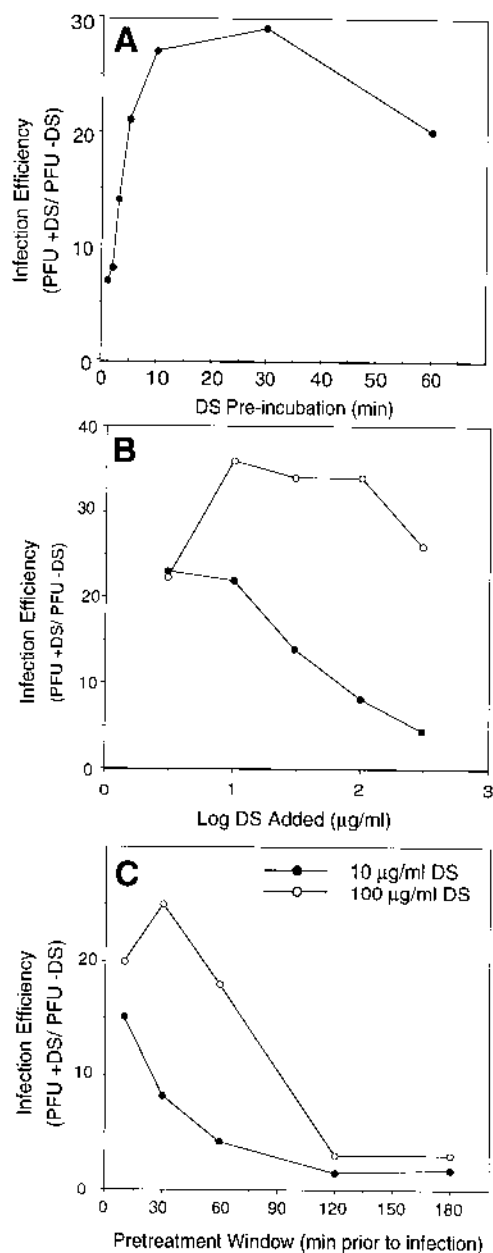 A
30
20
10
0
Infection Efficiency
(PFU +DS/ PFU -DS)
0 10 20 30 40 50 60
DS Pre-incubation (min)
B
40
30
20
10
0
Infection Efficiency
(PFU +DS/ PFU -DS)
0 1 2 3
Log DS Added (µg/ml)
C
10 µg/ml DS
100 µg/ml DS
20
10
0
Infection Efficiency
(PFU +DS/ PFU -DS)
0 30 60 90 120 150 180
Pretreatment Window (min prior to infection)